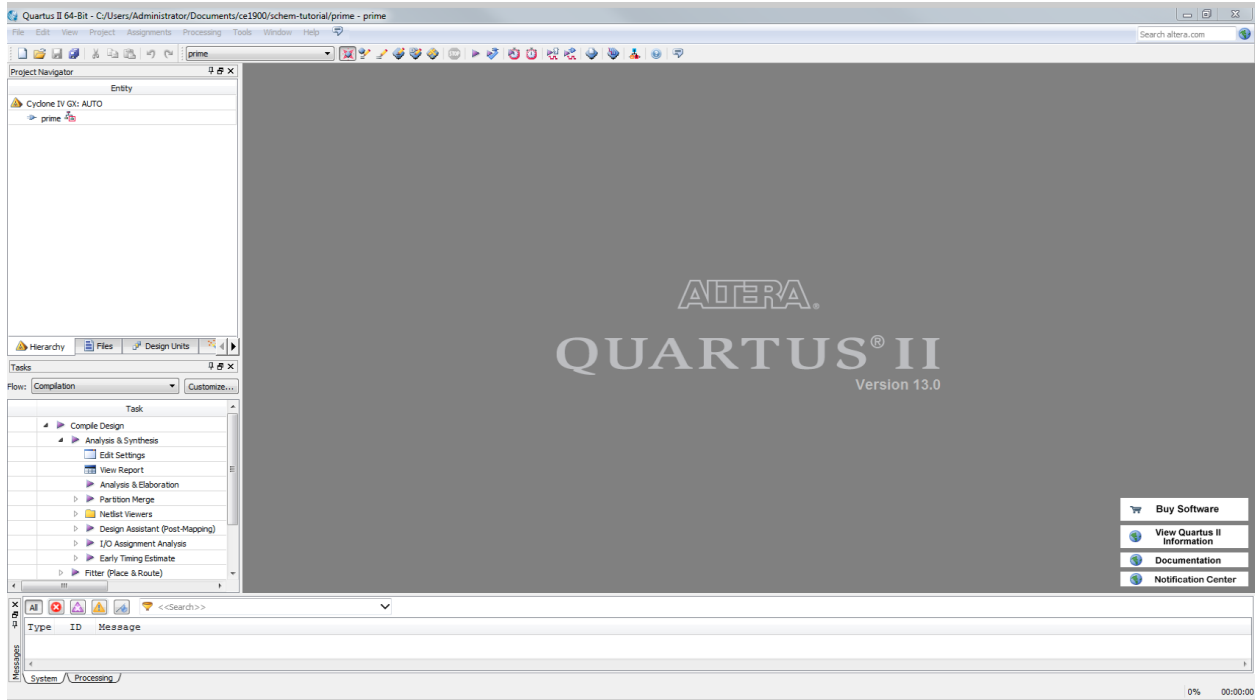 Quartus II 64-Bit - C:/Users/Administrator/Documents/ce1900/schem-tutorial/prime - prime
File Edit View Project Assignments Processing Tools Window Help
Search altera.com
prime
Project Navigator
Entity
Cyclone IV GX: AUTO
prime
Hierarchy Files Design Units
Tasks
Flow: Compilation Customize...
Task
Compile Design
Analysis & Synthesis
Edit Settings
View Report
Analysis & Elaboration
Partition Merge
Netlist Viewers
Design Assistant (Post-Mapping)
I/O Assignment Analysis
Early Timing Estimate
Fitter (Place & Route)
ALTERA®
QUARTUS® II
Version 13.0
Buy Software
View Quartus II
Information
Documentation
Notification Center
All <<Search>>
Type ID Message
Messages
System Processing
0% 00:00:00